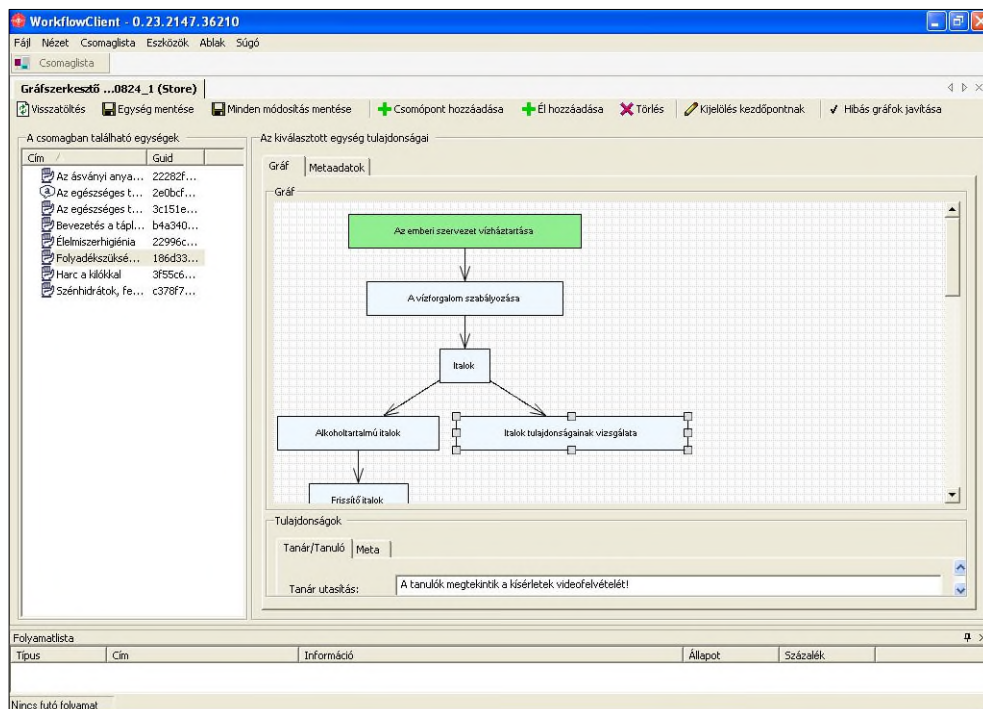 WorkflowClient - 0.23.2147.36210
Fájl Nézet Csomaglista Eszközök Ablak Súgó
Csomaglista
Gráfszerkesztő ...0824_1 (Store)
Visszatöltés Egység mentése Minden módosítás mentése Csomópont hozzáadása Él hozzáadása Törlés Kijelölés kezdőpontnak Hibás gráfok javítása
A csomagban található egységek
Cím Guid
Az ásványi anya... 22282f...
Az egészséges t... 2e0bcf...
Az egészséges t... 3c151e...
Bevezetés a tápl... b4a340...
Élelmiszerhigiénia 22996c...
Folyadékszüksé... 186d33...
Harc a kilókkal 3f55c6...
Szénhidrátok, fe... c378f7...
Az kiválasztott egység tulajdonságai
Gráf Metaadatok
Gráf
Az emberi szervezet vízháztartása
A vízforgalom szabályozása
Italok
Alkoholtartalmú italok
Italok tulajdonságainak vizsgálata
Frissítő italok
Tulajdonságok
Tanár/Tanuló Meta
Tanár utasítás: A tanulók megtekintik a kísérletek videofelvételét!
Folyamatlista
Típus Cím Információ Állapot Százalék
Nincs futó folyamat